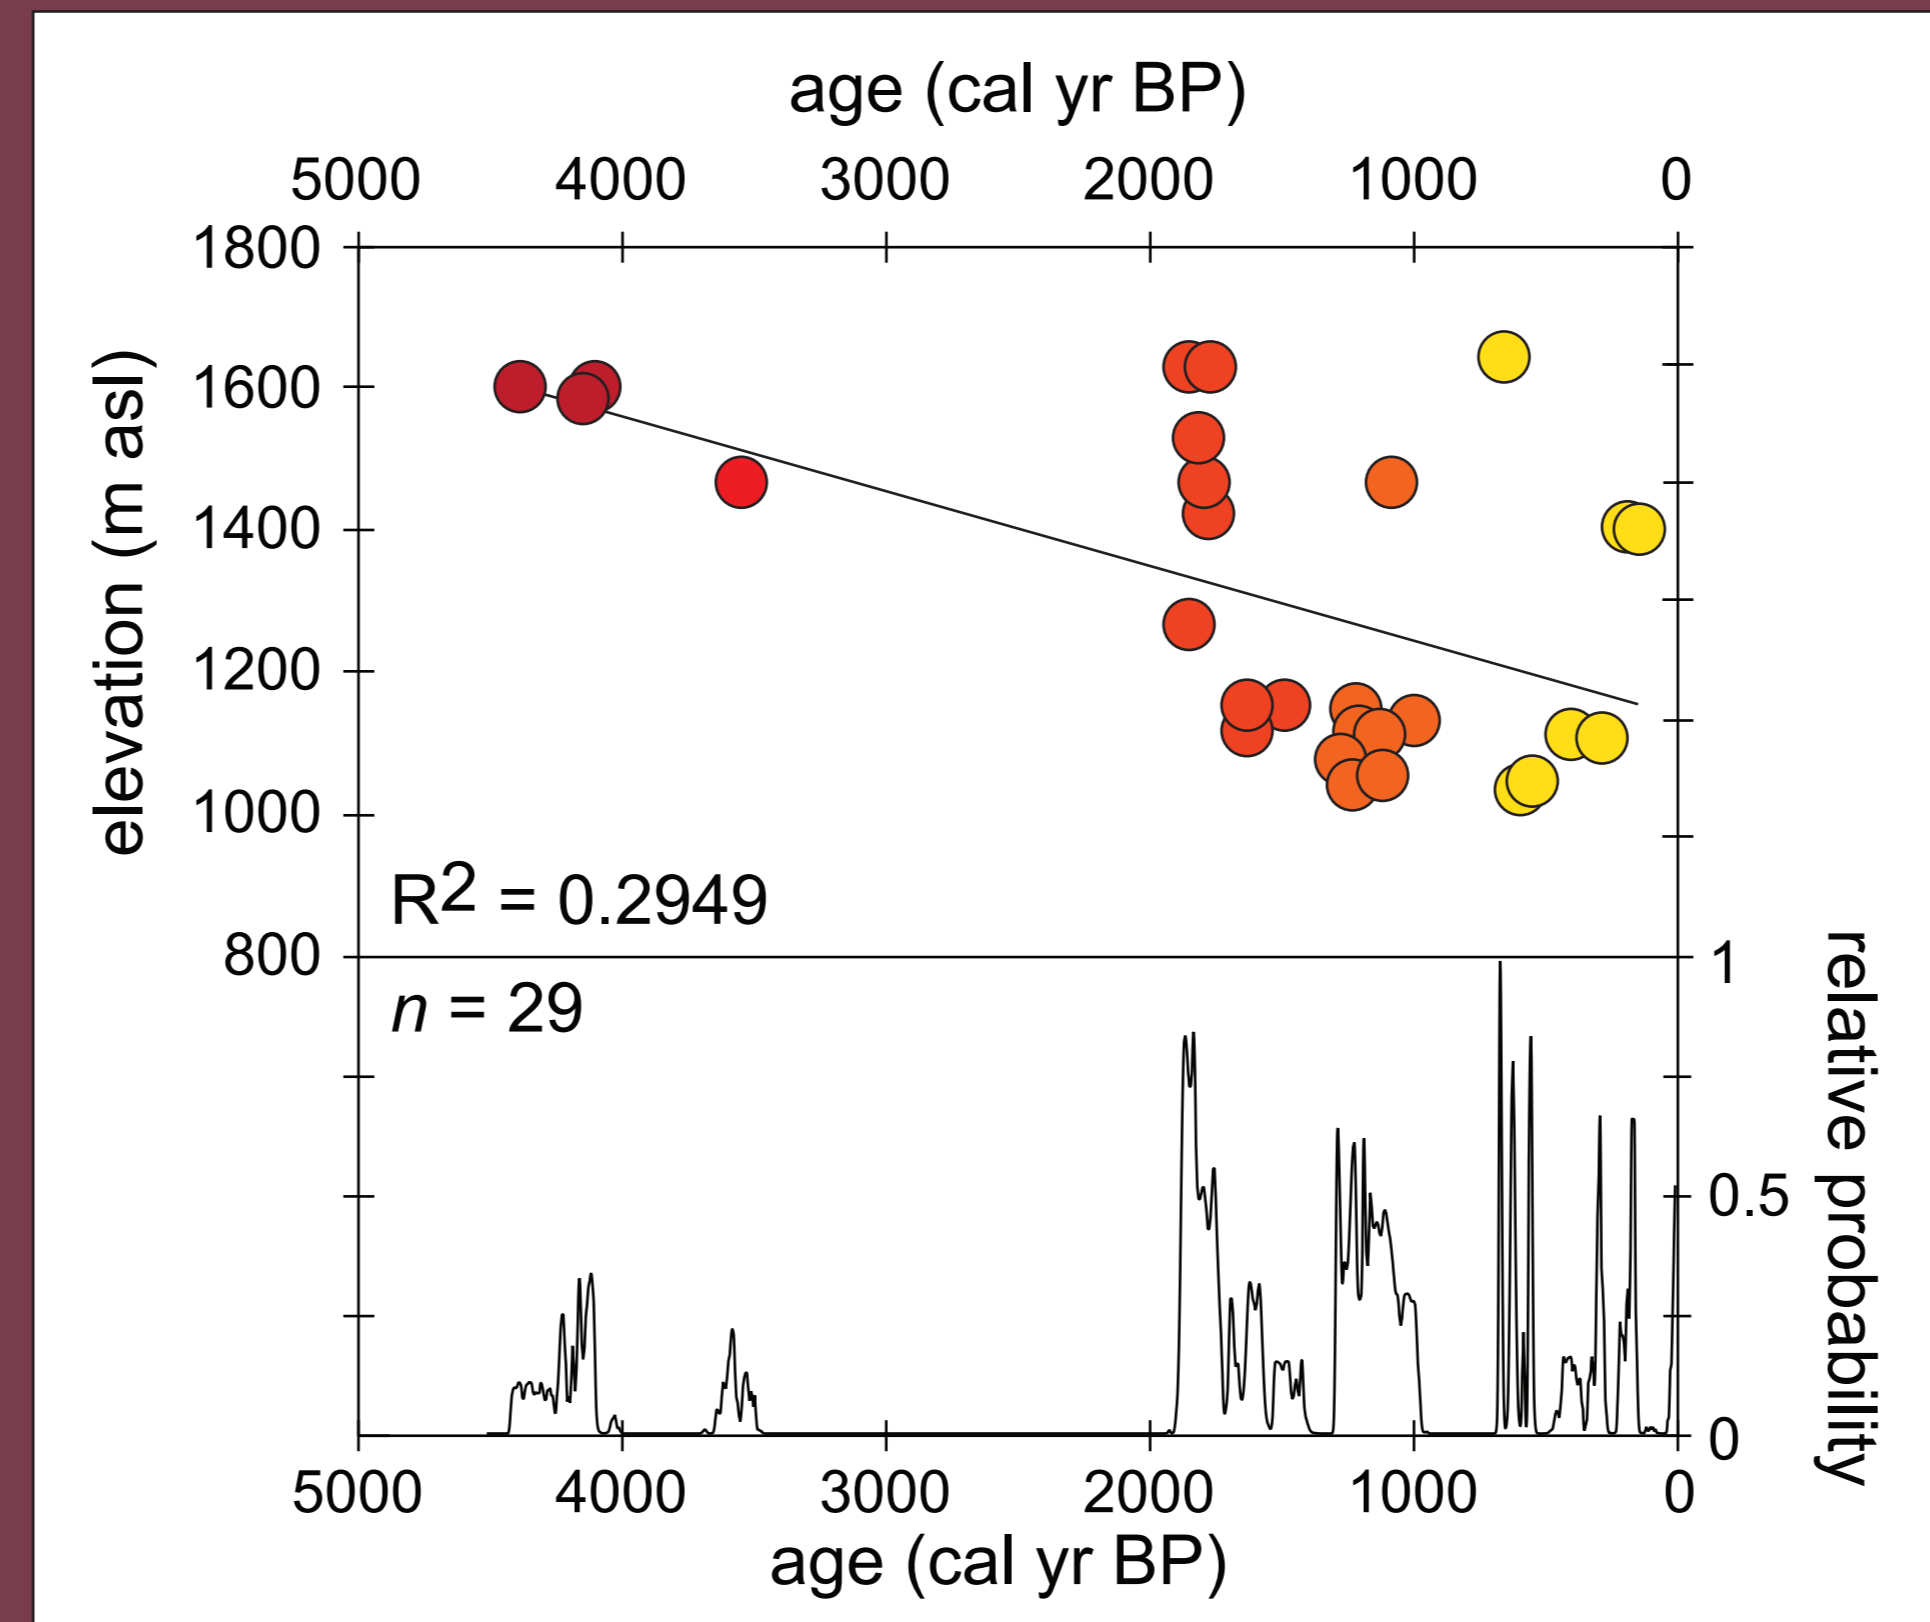 age (cal yr BP)
5000 4000 3000 2000 1000 0
1800
1600
1400
1200
1000
800
elevation (m asl)
R2 = 0.2949
n = 29
1
0.5
0
relative probability
5000 4000 3000 2000 1000 0
age (cal yr BP)